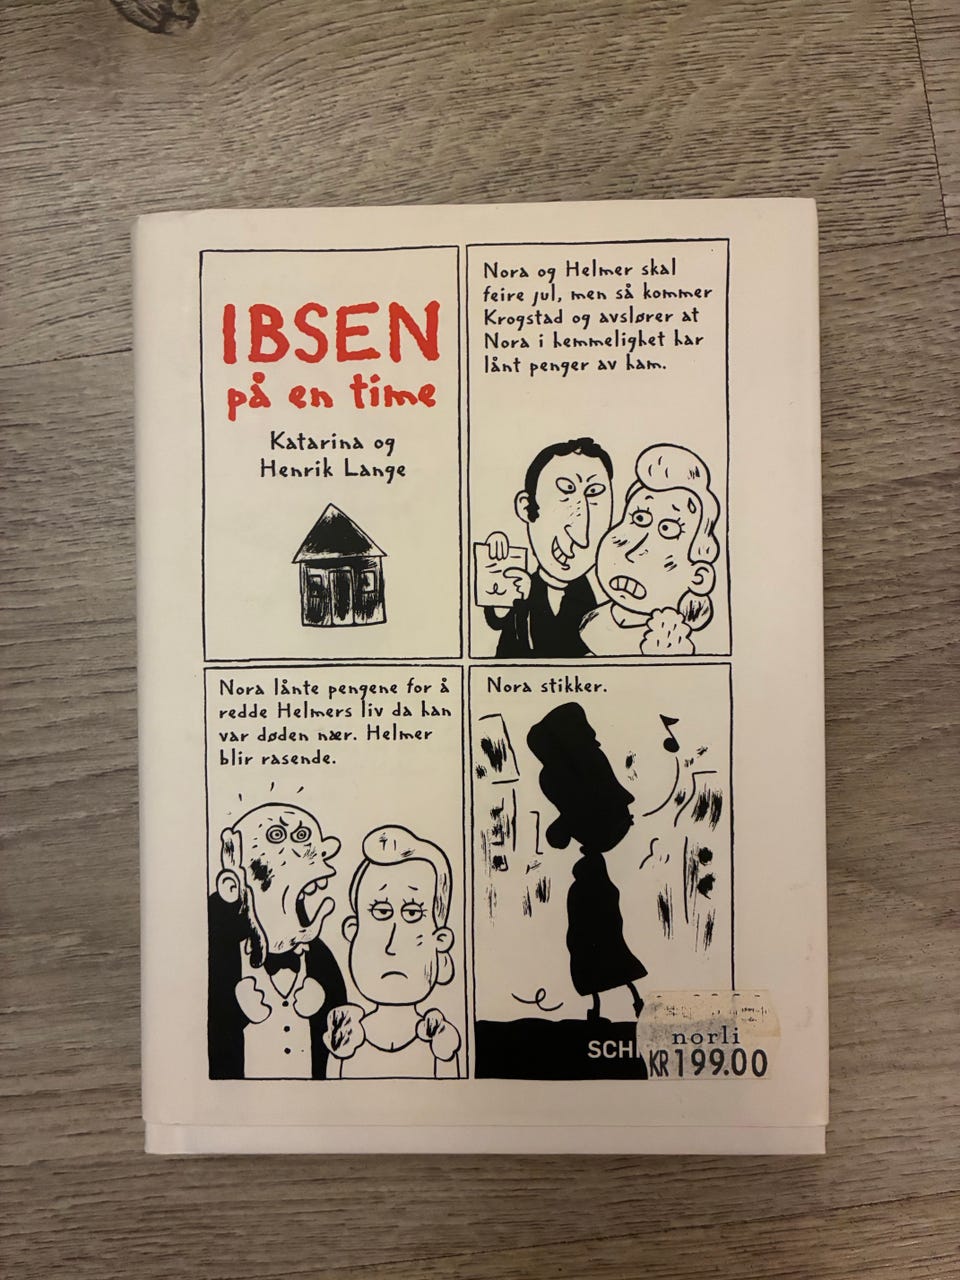 IBSEN
på en time
Katarina og
Henrik Lange
Nora og Helmer skal
feire jul, men så kommer
Krogstad og avslører at
Nora i hemmelighet har
lånt penger av ham.
Nora lånte pengene for å
redde Helmers liv da han
var døden nær. Helmer
blir rasende.
Nora stikker.
norli
KR 199.00